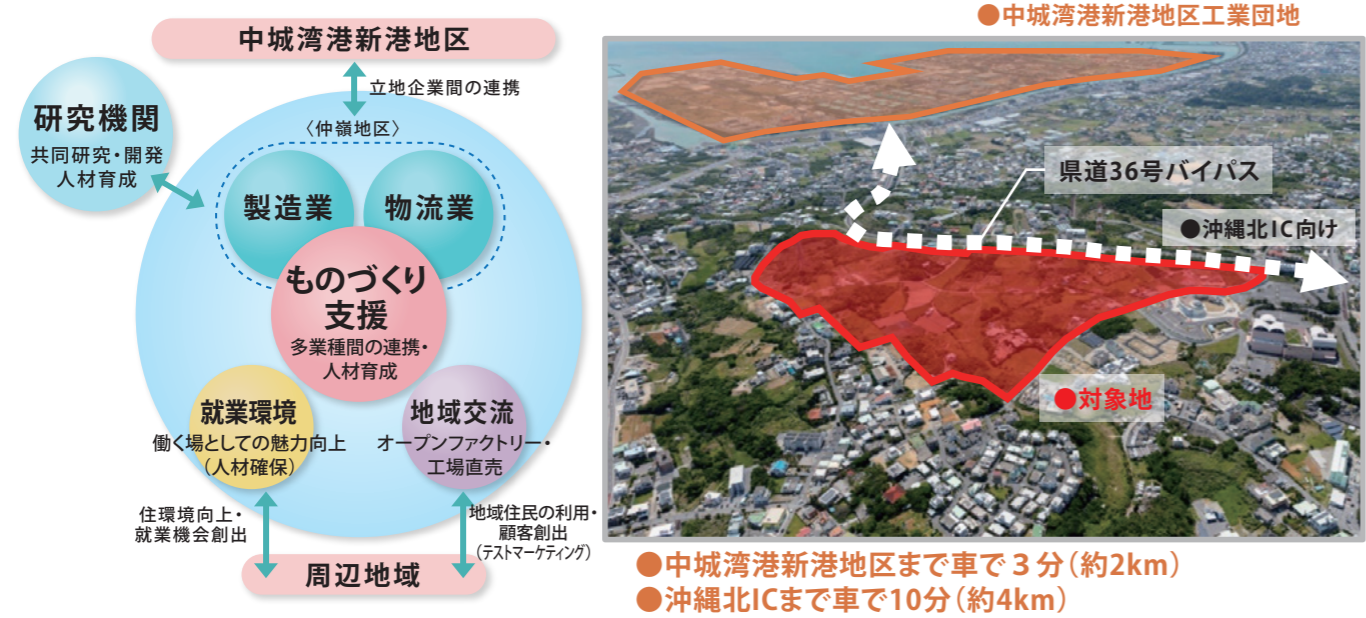 中城湾港新港地区
立地企業間の連携
研究機関
共同研究・開発
人材育成
〈仲嶺地区〉
製造業
物流業
ものづくり
支援
多業種間の連携・
人材育成
就業環境
働く場としての魅力向上
（人材確保）
地域交流
オープンファクトリー・
工場直売
住環境向上・
就業機会創出
地域住民の利用・
顧客創出
（テストマーケティング）
周辺地域
●中城湾港新港地区工業団地
県道36号バイパス
●沖縄北IC向け
●対象地
●中城湾港新港地区まで車で３分（約2km）
●沖縄北ICまで車で10分（約4km）